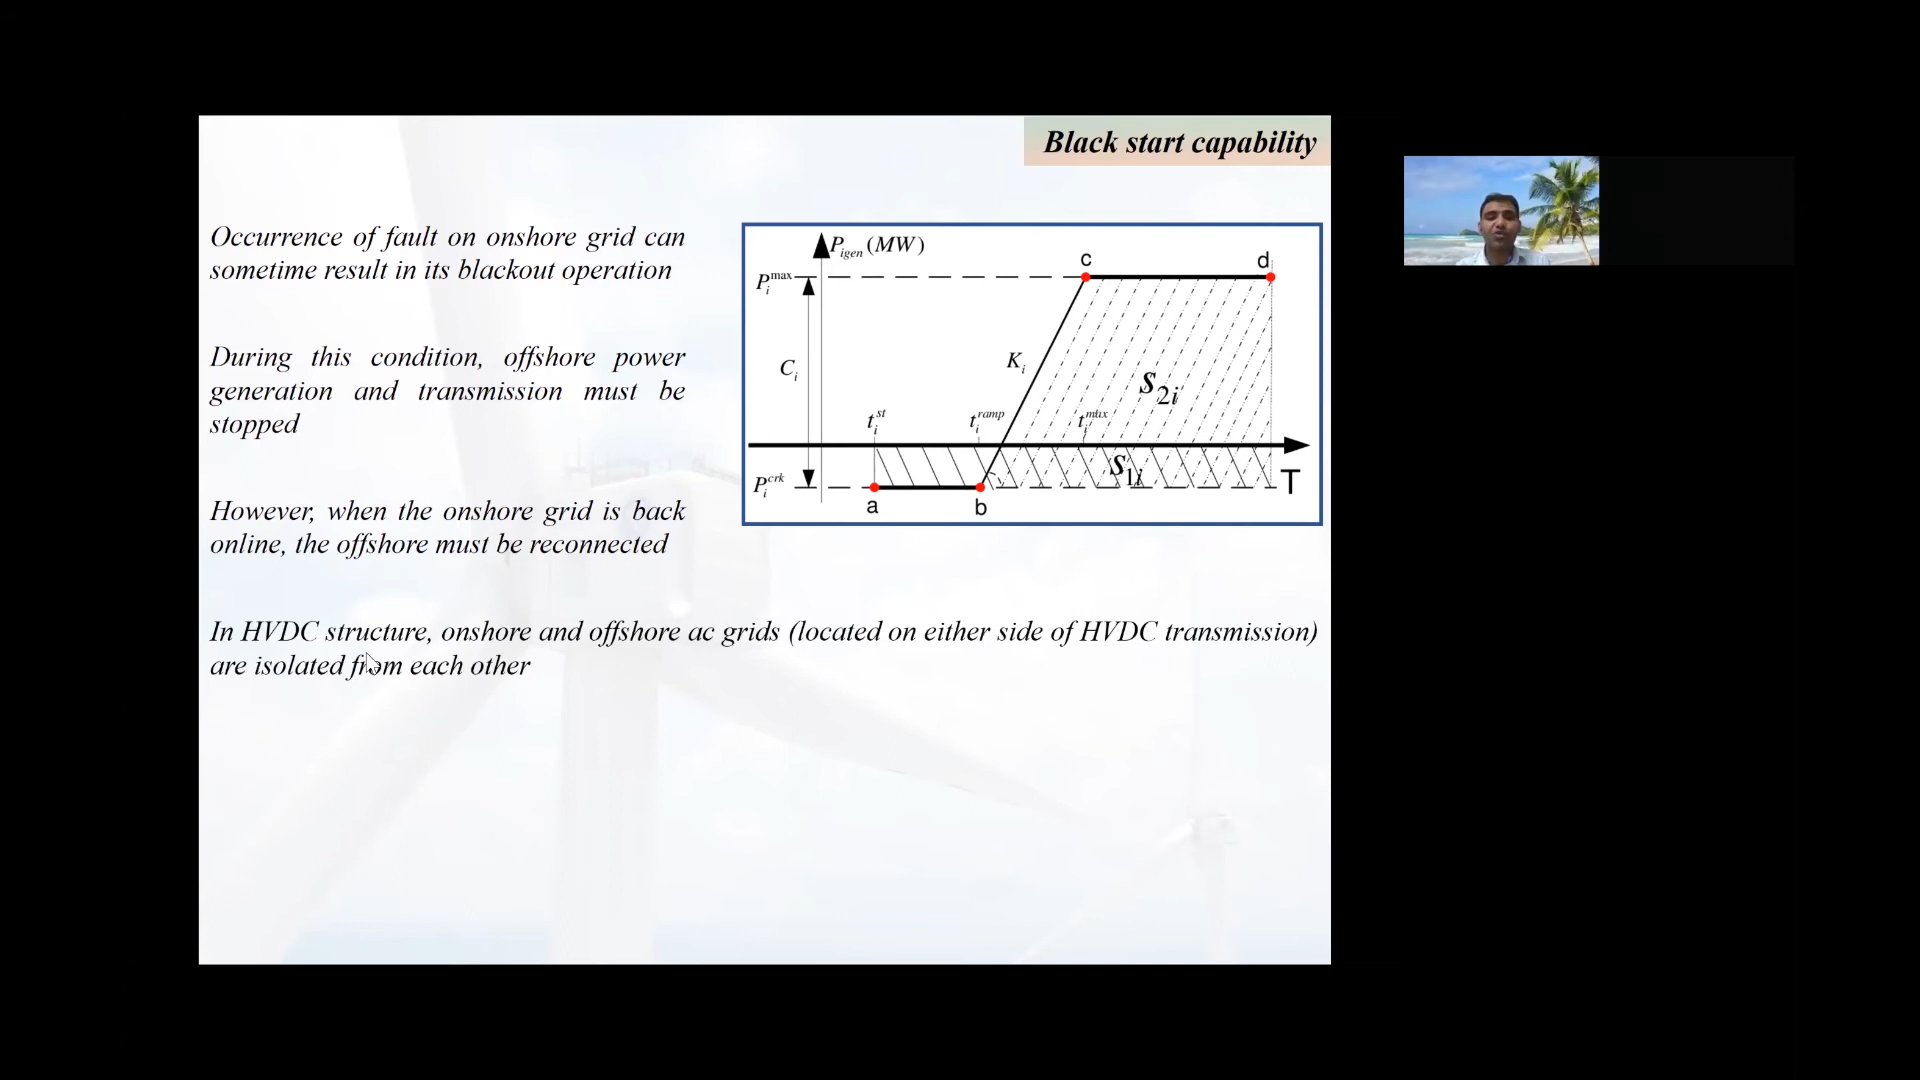 Black start capability
Occurrence of fault on onshore grid can
sometime result in its blackout operation
During this condition, offshore power
generation and transmission must be
stopped
However, when the onshore grid is back
online, the offshore must be reconnected
In HVDC structure, onshore and offshore ac grids (located on either side of HVDC transmission)
are isolated from each other
P_igen (MW)
P_i^max
c
d
C_i
K_i
S_2i
t_i^st
t_i^ramp
t_i^max
S_1i
P_i^crk
T
a
b